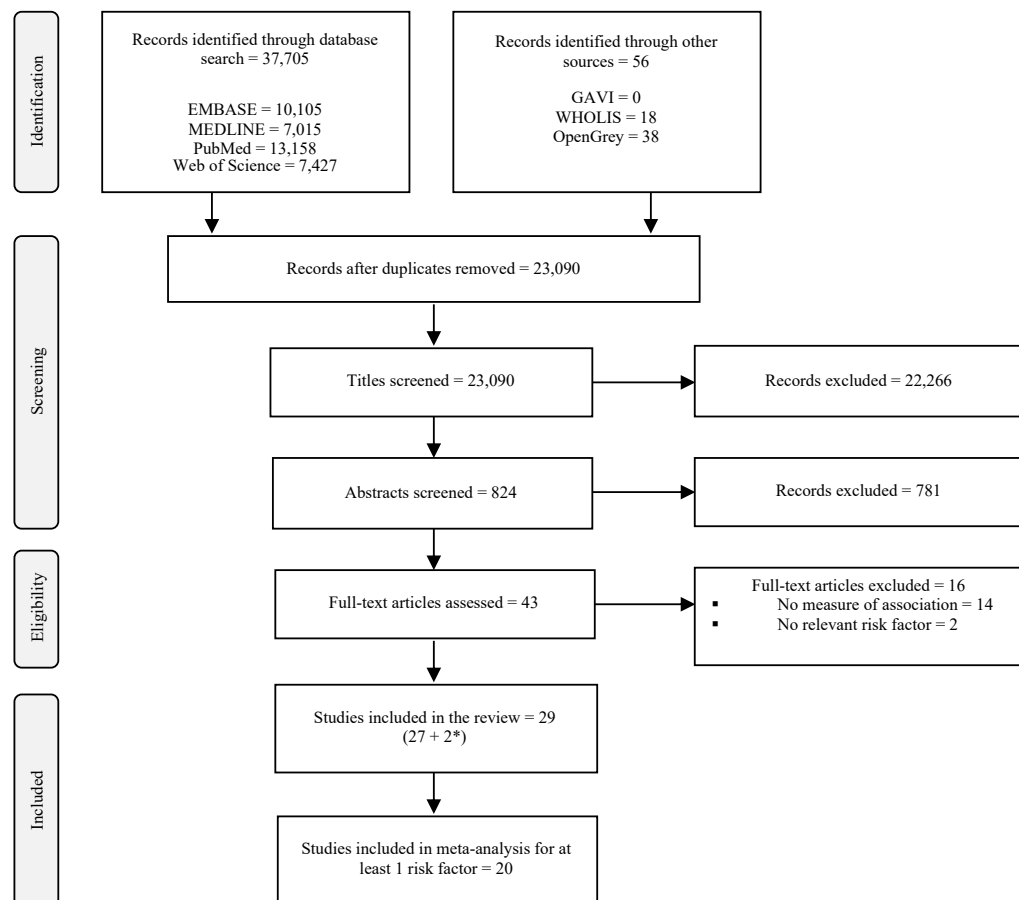 Identification
Records identified through database
search = 37,705
EMBASE = 10,105
MEDLINE = 7,015
PubMed = 13,158
Web of Science = 7,427
Records identified through other
sources = 56
GAVI = 0
WHOLIS = 18
OpenGrey = 38
Screening
Records after duplicates removed = 23,090
Titles screened = 23,090
Records excluded = 22,266
Abstracts screened = 824
Records excluded = 781
Eligibility
Full-text articles assessed = 43
Full-text articles excluded = 16
▪ No measure of association = 14
▪ No relevant risk factor = 2
Included
Studies included in the review = 29
(27 + 2*)
Studies included in meta-analysis for at
least 1 risk factor = 20